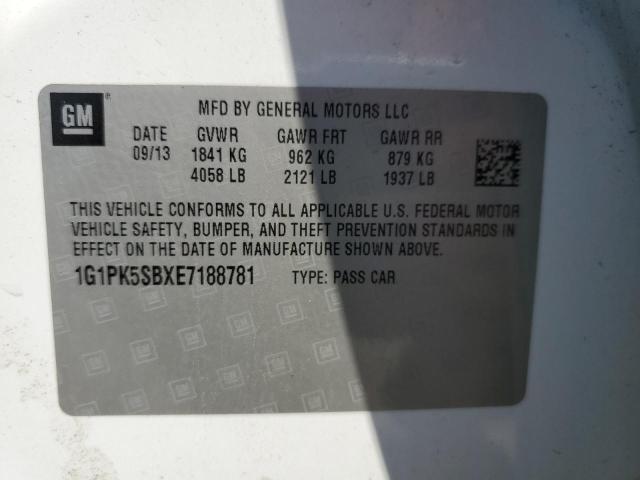 GM
MFD BY GENERAL MOTORS LLC
DATE GVWR GAWR FRT GAWR RR
09/13 1841 KG 962 KG 879 KG
4058 LB 2121 LB 1937 LB
THIS VEHICLE CONFORMS TO ALL APPLICABLE U.S. FEDERAL MOTOR
VEHICLE SAFETY, BUMPER, AND THEFT PREVENTION STANDARDS IN
EFFECT ON THE DATE OF MANUFACTURE SHOWN ABOVE.
1G1PK5SBXE7188781 TYPE: PASS CAR